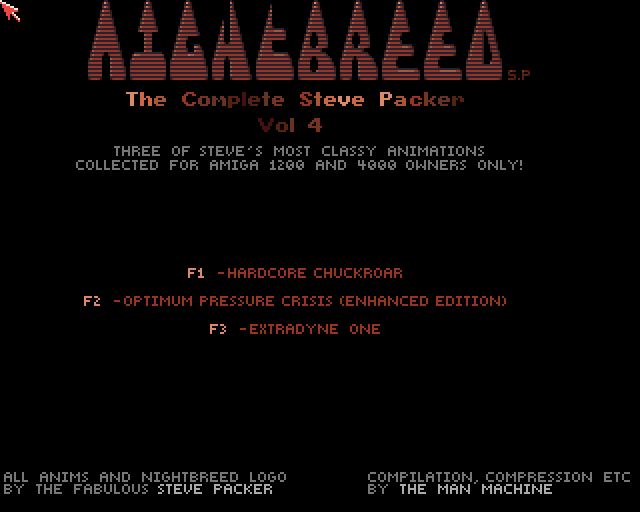 NIGHTBREED
S.P
The Complete Steve Packer
Vol 4
THREE OF STEVE'S MOST CLASSY ANIMATIONS
COLLECTED FOR AMIGA 1200 AND 4000 OWNERS ONLY!
F1 -HARDCORE CHUCKROAR
F2 -OPTIMUM PRESSURE CRISIS (ENHANCED EDITION)
F3 -EXTRADYNE ONE
ALL ANIMS AND NIGHTBREED LOGO
BY THE FABULOUS STEVE PACKER
COMPILATION, COMPRESSION ETC
BY THE MAN MACHINE